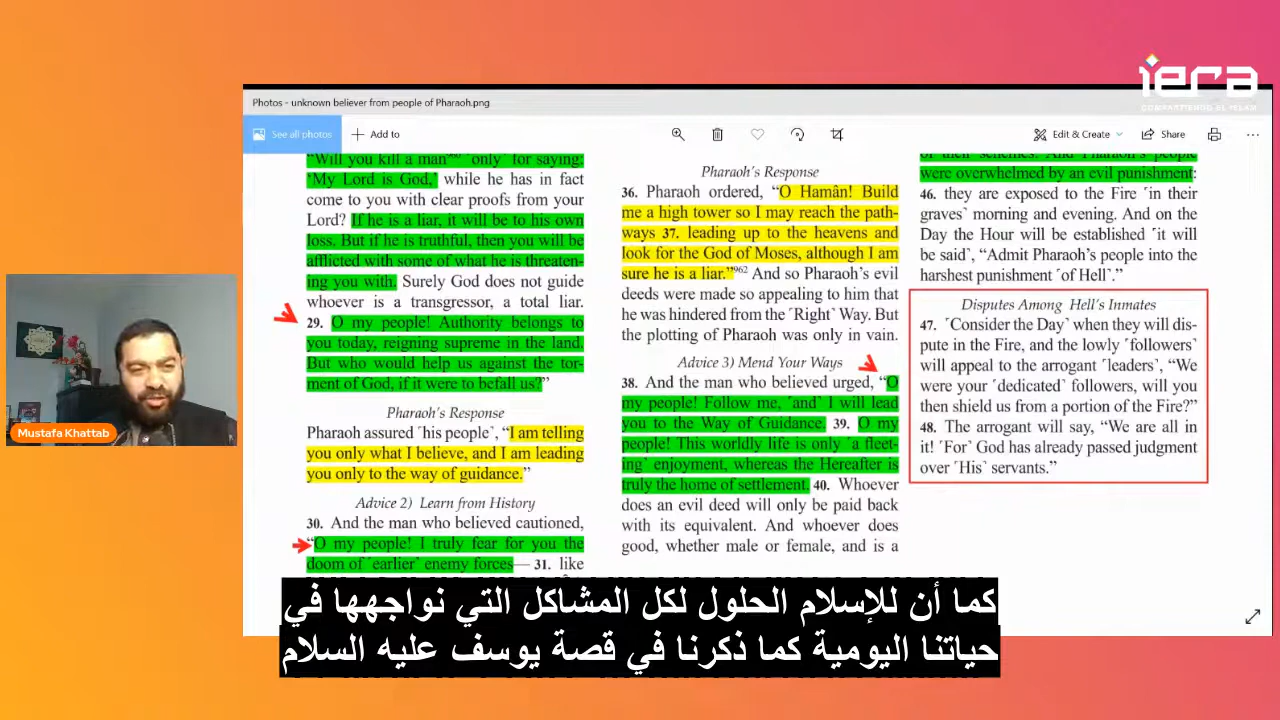 iera
COMPARTIENDO EL ISLAM
Photos - unknown believer from people of Pharaoh.png
See all photos
Add to
Edit & Create
Share
“Will you kill a man⁹⁶⁰ ˹only˺ for saying:
‘My Lord is God,’ while he has in fact
come to you with clear proofs from your
Lord? If he is a liar, it will be to his own
loss. But if he is truthful, then you will be
afflicted with some of what he is threaten-
ing you with. Surely God does not guide
whoever is a transgressor, a total liar.
29. O my people! Authority belongs to
you today, reigning supreme in the land.
But who would help us against the tor-
ment of God, if it were to befall us?”
Pharaoh's Response
Pharaoh assured ˹his people˺, “I am telling
you only what I believe, and I am leading
you only to the way of guidance.”
Advice 2) Learn from History
30. And the man who believed cautioned,
“O my people! I truly fear for you the
doom of ˹earlier˺ enemy forces— 31. like
Pharaoh's Response
36. Pharaoh ordered, “O Hamân! Build
me a high tower so I may reach the path-
ways 37. leading up to the heavens and
look for the God of Moses, although I am
sure he is a liar.”⁹⁶² And so Pharaoh's evil
deeds were made so appealing to him that
he was hindered from the ˹Right˺ Way. But
the plotting of Pharaoh was only in vain.
Advice 3) Mend Your Ways
38. And the man who believed urged, “O
my people! Follow me, ˹and˺ I will lead
you to the Way of Guidance. 39. O my
people! This worldly life is only ˹a fleet-
ing˺ enjoyment, whereas the Hereafter is
truly the home of settlement. 40. Whoever
does an evil deed will only be paid back
with its equivalent. And whoever does
good, whether male or female, and is a
of their schemes. And Pharaoh's people
were overwhelmed by an evil punishment:
46. they are exposed to the Fire ˹in their
graves˺ morning and evening. And on the
Day the Hour will be established ˹it will
be said˺, “Admit Pharaoh's people into the
harshest punishment ˹of Hell˺.”
Disputes Among Hell's Inmates
47. ˹Consider the Day˺ when they will dis-
pute in the Fire, and the lowly ˹followers˺
will appeal to the arrogant ˹leaders˺, “We
were your ˹dedicated˺ followers, will you
then shield us from a portion of the Fire?”
48. The arrogant will say, “We are all in
it! ˹For˺ God has already passed judgment
over ˹His˺ servants.”
Mustafa Khattab
كما أن للإسلام الحلول لكل المشاكل التي نواجهها في
حياتنا اليومية كما ذكرنا في قصة يوسف عليه السلام